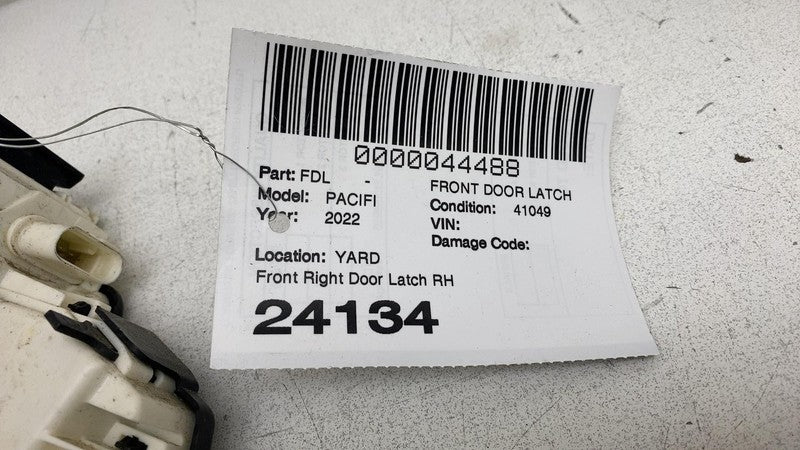 0000044488
Part: FDL - FRONT DOOR LATCH
Model: PACIFI Condition: 41049
Year: 2022 VIN:
Damage Code:
Location: YARD
Front Right Door Latch RH
24134